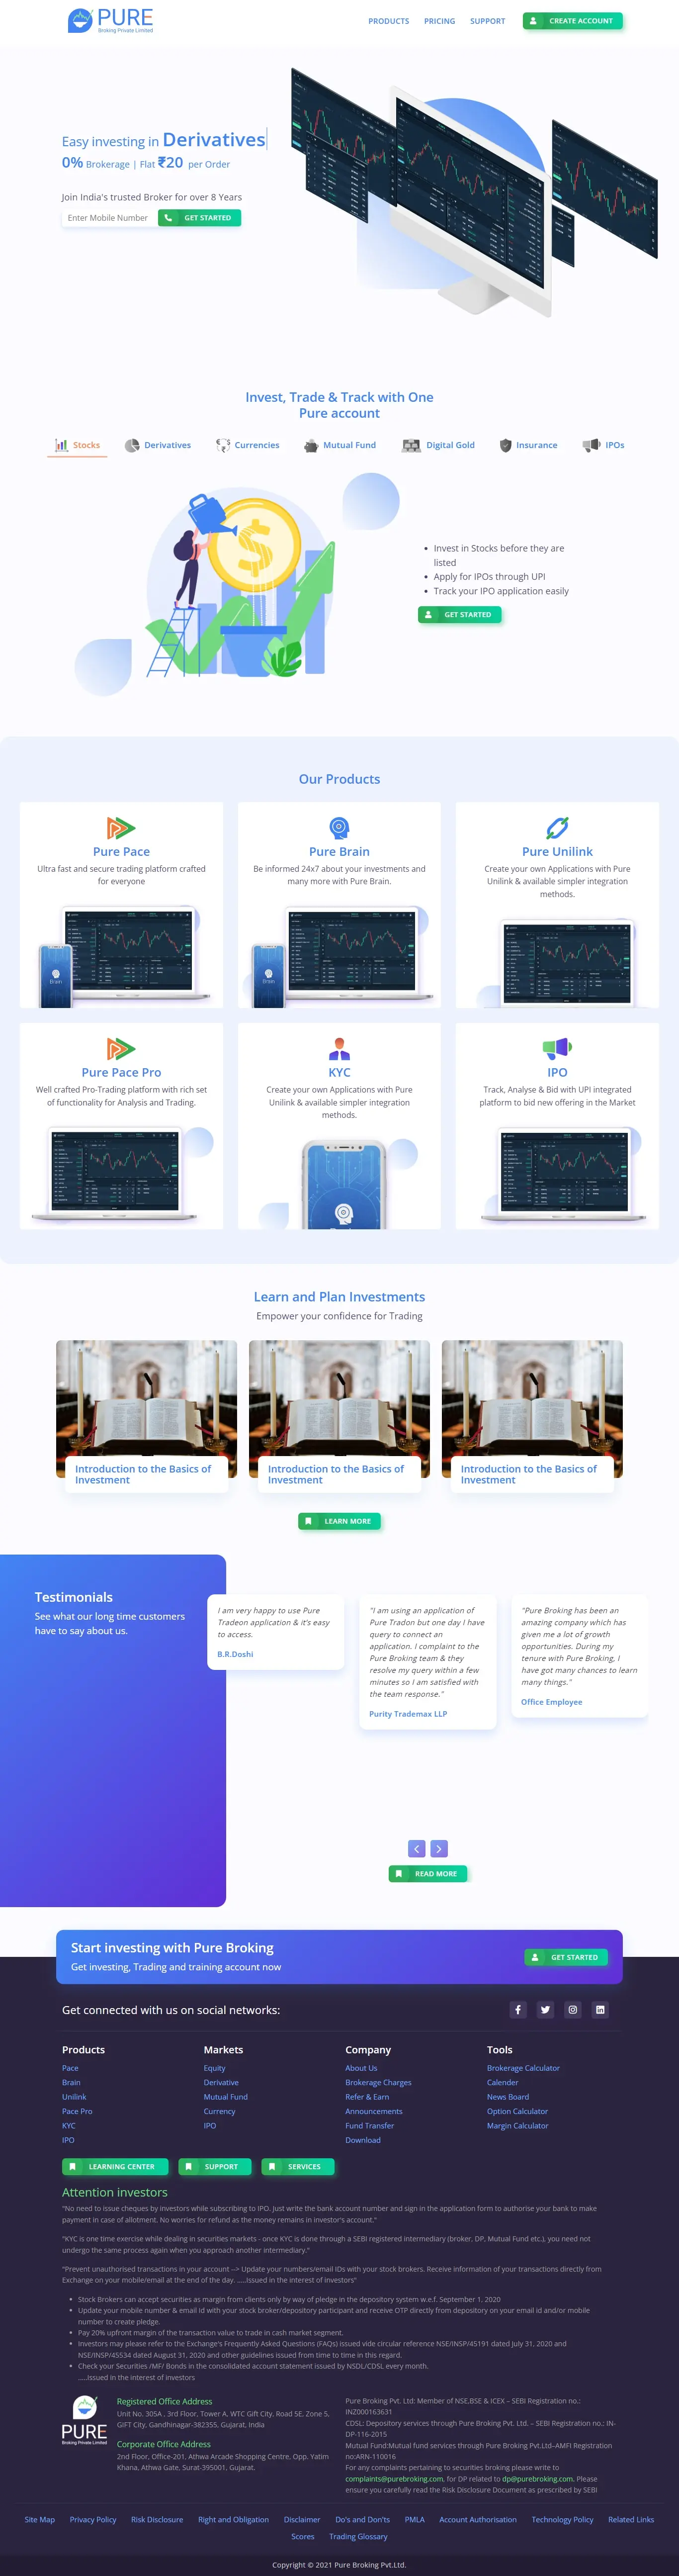 PURE
Broking Private Limited
PRODUCTS
PRICING
SUPPORT
CREATE ACCOUNT
Easy investing in Derivatives
0% Brokerage | Flat ₹20 per Order
Join India's trusted Broker for over 8 Years
Enter Mobile Number
GET STARTED
Invest, Trade & Track with One
Pure account
Stocks
Derivatives
Currencies
Mutual Fund
Digital Gold
Insurance
IPOs
Invest in Stocks before they are
listed
Apply for IPOs through UPI
Track your IPO application easily
GET STARTED
Our Products
Pure Pace
Ultra fast and secure trading platform crafted
for everyone
Brain
Pure Brain
Be informed 24x7 about your investments and
many more with Pure Brain.
Brain
Pure Unilink
Create your own Applications with Pure
Unilink & available simpler integration
methods.
Pure Pace Pro
Well crafted Pro-Trading platform with rich set
of functionality for Analysis and Trading.
KYC
Create your own Applications with Pure
Unilink & available simpler integration
methods.
IPO
Track, Analyse & Bid with UPI integrated
platform to bid new offering in the Market
Learn and Plan Investments
Empower your confidence for Trading
Introduction to the Basics of
Investment
Introduction to the Basics of
Investment
Introduction to the Basics of
Investment
LEARN MORE
Testimonials
See what our long time customers
have to say about us.
I am very happy to use Pure
Tradeon application & it's easy
to access.
B.R.Doshi
"I am using an application of
Pure Tradon but one day I have
query to connect an
application. I complaint to the
Pure Broking team & they
resolve my query within a few
minutes so I am satisfied with
the team response."
Purity Trademax LLP
"Pure Broking has been an
amazing company which has
given me a lot of growth
opportunities. During my
tenure with Pure Broking, I
have got many chances to learn
many things."
Office Employee
READ MORE
Start investing with Pure Broking
Get investing, Trading and training account now
GET STARTED
Get connected with us on social networks:
Products
Pace
Brain
Unilink
Pace Pro
KYC
IPO
Markets
Equity
Derivative
Mutual Fund
Currency
IPO
Company
About Us
Brokerage Charges
Refer & Earn
Announcements
Fund Transfer
Download
Tools
Brokerage Calculator
Calender
News Board
Option Calculator
Margin Calculator
LEARNING CENTER
SUPPORT
SERVICES
Attention investors
"No need to issue cheques by investors while subscribing to IPO. Just write the bank account number and sign in the application form to authorise your bank to make
payment in case of allotment. No worries for refund as the money remains in investor's account."
"KYC is one time exercise while dealing in securities markets - once KYC is done through a SEBI registered intermediary (broker, DP, Mutual Fund etc.), you need not
undergo the same process again when you approach another intermediary."
"Prevent unauthorised transactions in your account --> Update your numbers/email IDs with your stock brokers. Receive information of your transactions directly from
Exchange on your mobile/email at the end of the day. .....Issued in the interest of investors"
Stock Brokers can accept securities as margin from clients only by way of pledge in the depository system w.e.f. September 1, 2020
Update your mobile number & email Id with your stock broker/depository participant and receive OTP directly from depository on your email id and/or mobile
number to create pledge.
Pay 20% upfront margin of the transaction value to trade in cash market segment.
Investors may please refer to the Exchange's Frequently Asked Questions (FAQs) issued vide circular reference NSE/INSP/45191 dated July 31, 2020 and
NSE/INSP/45534 dated August 31, 2020 and other guidelines issued from time to time in this regard.
Check your Securities /MF/ Bonds in the consolidated account statement issued by NSDL/CDSL every month.
.....Issued in the interest of investors
PURE
Broking Private Limited
Registered Office Address
Unit No. 305A , 3rd Floor, Tower A, WTC Gift City, Road 5E, Zone 5,
GIFT City, Gandhinagar-382355, Gujarat, India
Corporate Office Address
2nd Floor, Office-201, Athwa Arcade Shopping Centre, Opp. Yatim
Khana, Athwa Gate, Surat-395001, Gujarat.
Pure Broking Pvt. Ltd: Member of NSE,BSE & ICEX – SEBI Registration no.:
INZ000163631
CDSL: Depository services through Pure Broking Pvt. Ltd. – SEBI Registration no.: IN-
DP-116-2015
Mutual Fund:Mutual fund services through Pure Broking Pvt.Ltd–AMFI Registration
no:ARN-110016
For any complaints pertaining to securities broking please write to
complaints@purebroking.com, for DP related to dp@purebroking.com. Please
ensure you carefully read the Risk Disclosure Document as prescribed by SEBI
Site Map
Privacy Policy
Risk Disclosure
Right and Obligation
Disclaimer
Do's and Don'ts
PMLA
Account Authorisation
Technology Policy
Related Links
Scores
Trading Glossary
Copyright © 2021 Pure Broking Pvt.Ltd.